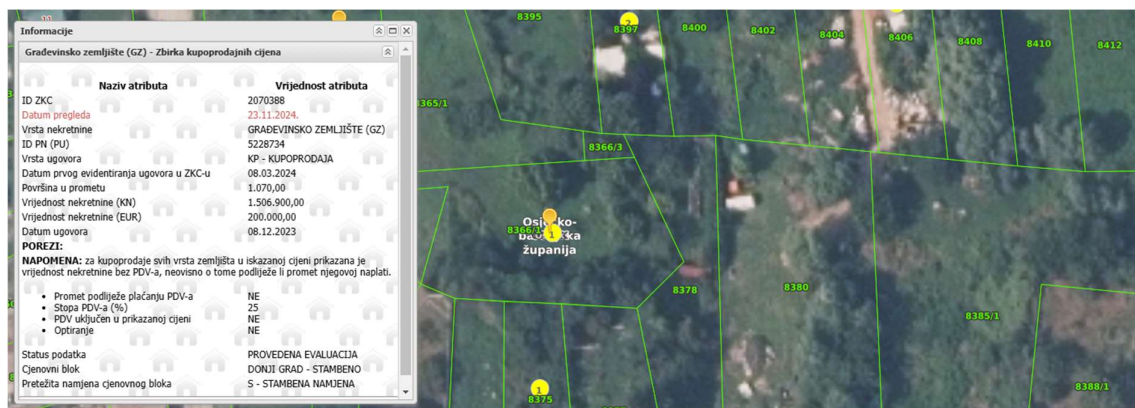 Informacije
Građevinsko zemljište (GZ) - Zbirka kupoprodajnih cijena
Naziv atributa Vrijednost atributa
ID ZKC 2070388
Datum pregleda 23.11.2024.
Vrsta nekretnine GRAĐEVINSKO ZEMLJIŠTE (GZ)
ID PN (PU) 5228734
Vrsta ugovora KP - KUPOPRODAJA
Datum prvog evidentiranja ugovora u ZKC-u 08.03.2024
Površina u prometu 1.070,00
Vrijednost nekretnine (KN) 1.506.900,00
Vrijednost nekretnine (EUR) 200.000,00
Datum ugovora 08.12.2023
POREZI:
NAPOMENA: za kupoprodaje svih vrsta zemljišta u iskazanoj cijeni prikazana je
vrijednost nekretnine bez PDV-a, neovisno o tome podliježe li promet njegovoj naplati.
• Promet podliježe plaćanju PDV-a NE
• Stopa PDV-a (%) 25
• PDV uključen u prikazanoj cijeni NE
• Optiranje NE
Status podatka PROVEDENA EVALUACIJA
Cjenovni blok DONJI GRAD - STAMBENO
Pretežita namjena cjenovnog bloka S - STAMBENA NAMJENA
8395
2
8397
8400
8402
8404
8406
8408
8410
8412
8365/1
8366/3
8366/1
1
županija
8378
8380
8385/1
8388/1
1
8375